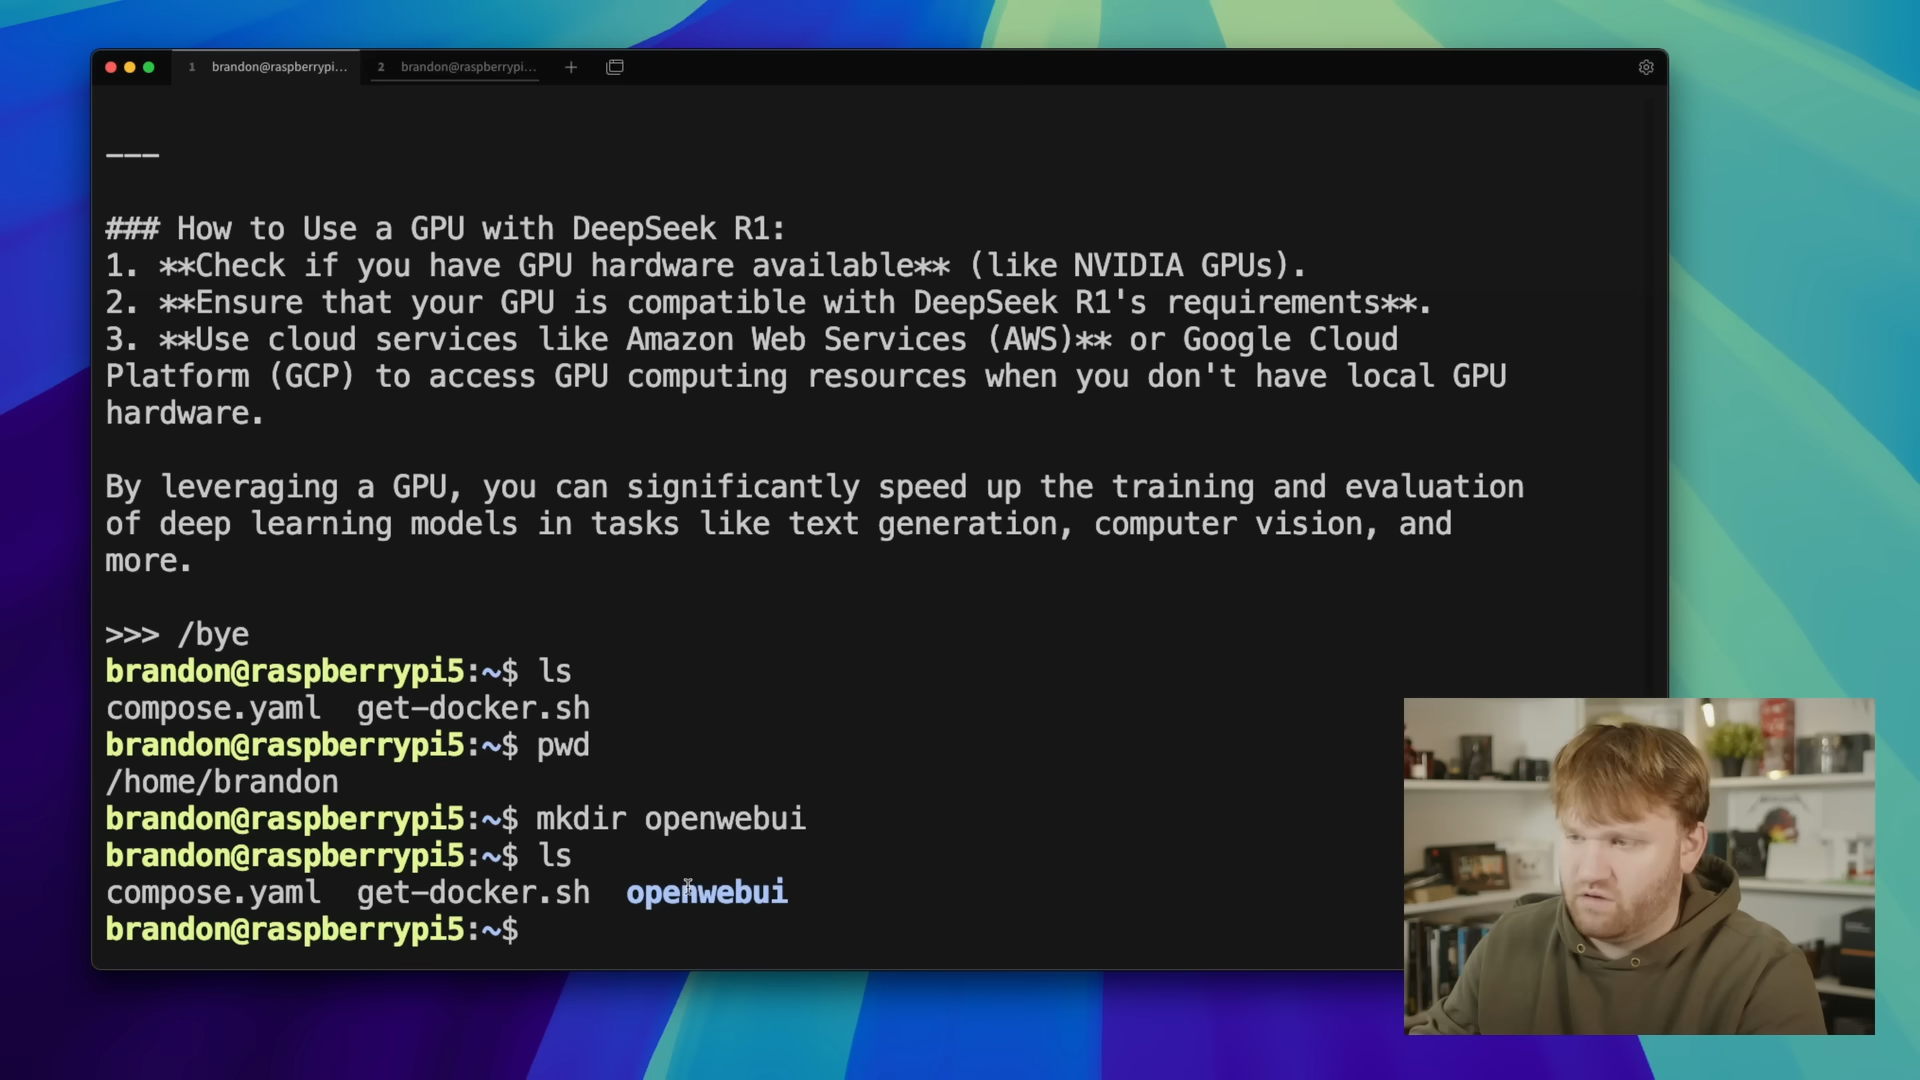 1 brandon@raspberrypi... 2 brandon@raspberrypi... +
———
### How to Use a GPU with DeepSeek R1:
1. **Check if you have GPU hardware available** (like NVIDIA GPUs).
2. **Ensure that your GPU is compatible with DeepSeek R1's requirements**.
3. **Use cloud services like Amazon Web Services (AWS)** or Google Cloud
Platform (GCP) to access GPU computing resources when you don't have local GPU
hardware.
By leveraging a GPU, you can significantly speed up the training and evaluation
of deep learning models in tasks like text generation, computer vision, and
more.
>>> /bye
brandon@raspberrypi5:~$ ls
compose.yaml  get-docker.sh
brandon@raspberrypi5:~$ pwd
/home/brandon
brandon@raspberrypi5:~$ mkdir openwebui
brandon@raspberrypi5:~$ ls
compose.yaml  get-docker.sh  openwebui
brandon@raspberrypi5:~$